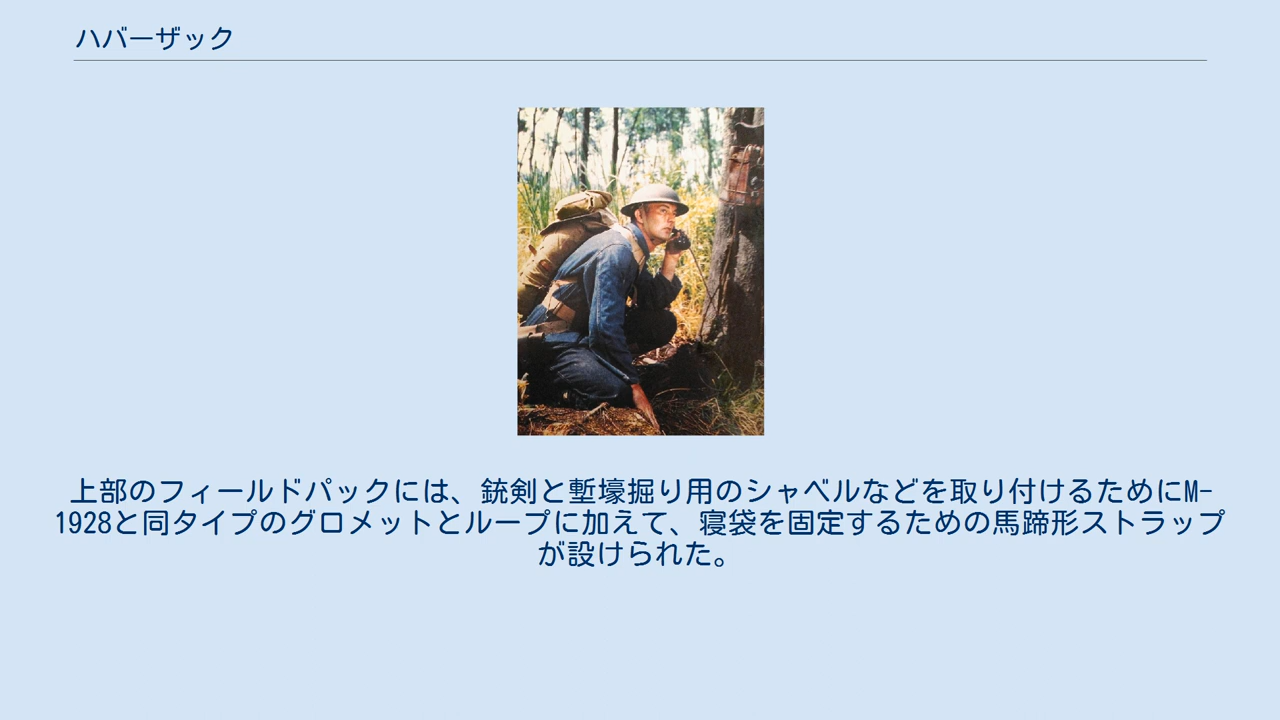 ハバーザック
上部のフィールドパックには、銃剣と塹壕掘り用のシャベルなどを取り付けるためにM-
1928と同タイプのグロメットとループに加えて、寝袋を固定するための馬蹄形ストラップ
が設けられた。